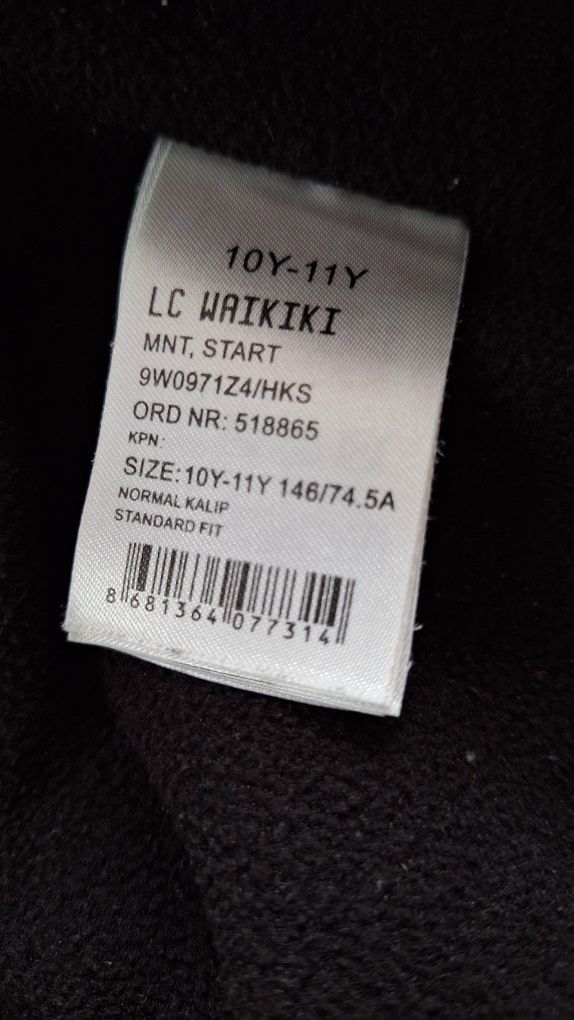 10Y-11Y
LC WAIKIKI
MNT, START
9W0971Z4/HKS
ORD NR: 518865
KPN:
SIZE:10Y-11Y 146/74.5A
NORMAL KALIP
STANDARD FIT
8 681364 077314